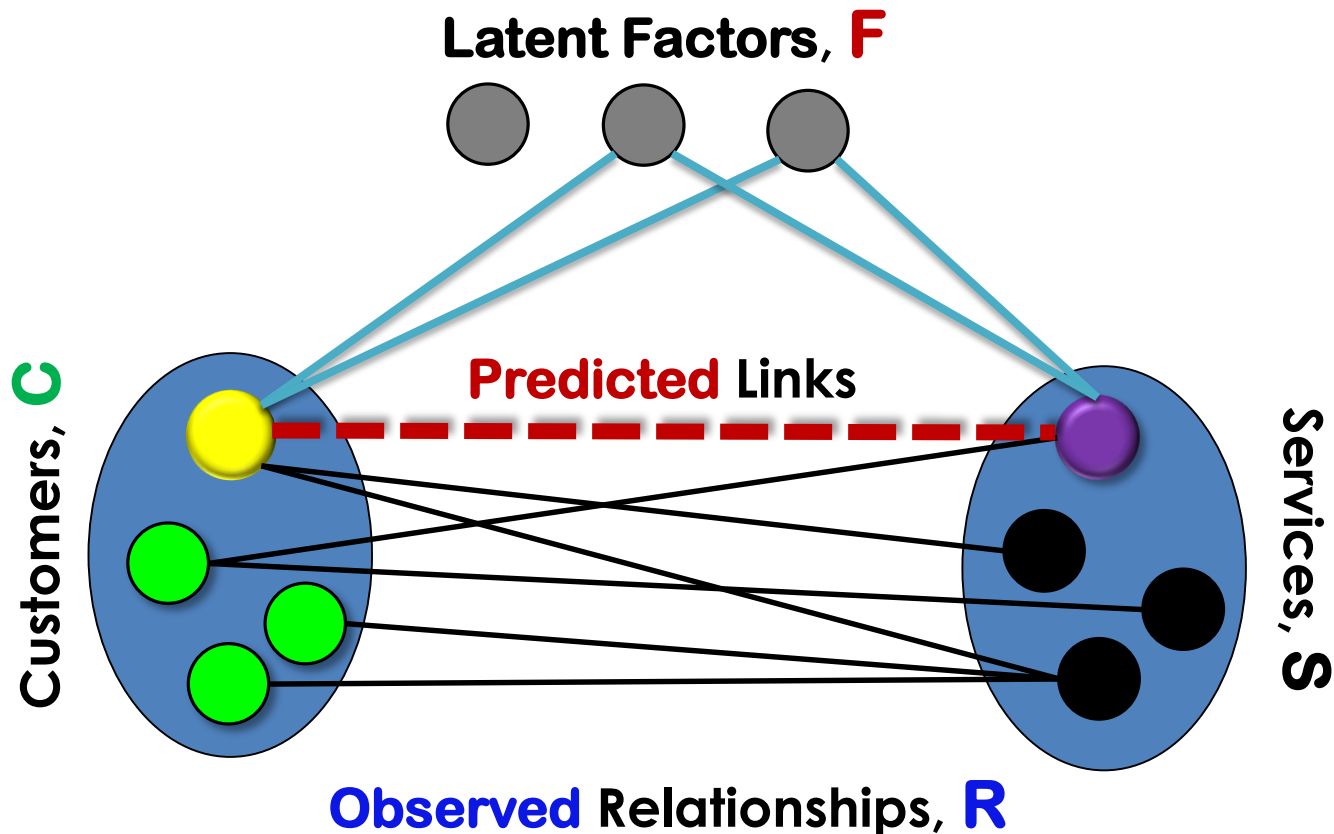 Latent Factors, F
Predicted Links
Customers, C
Services, S
Observed Relationships, R